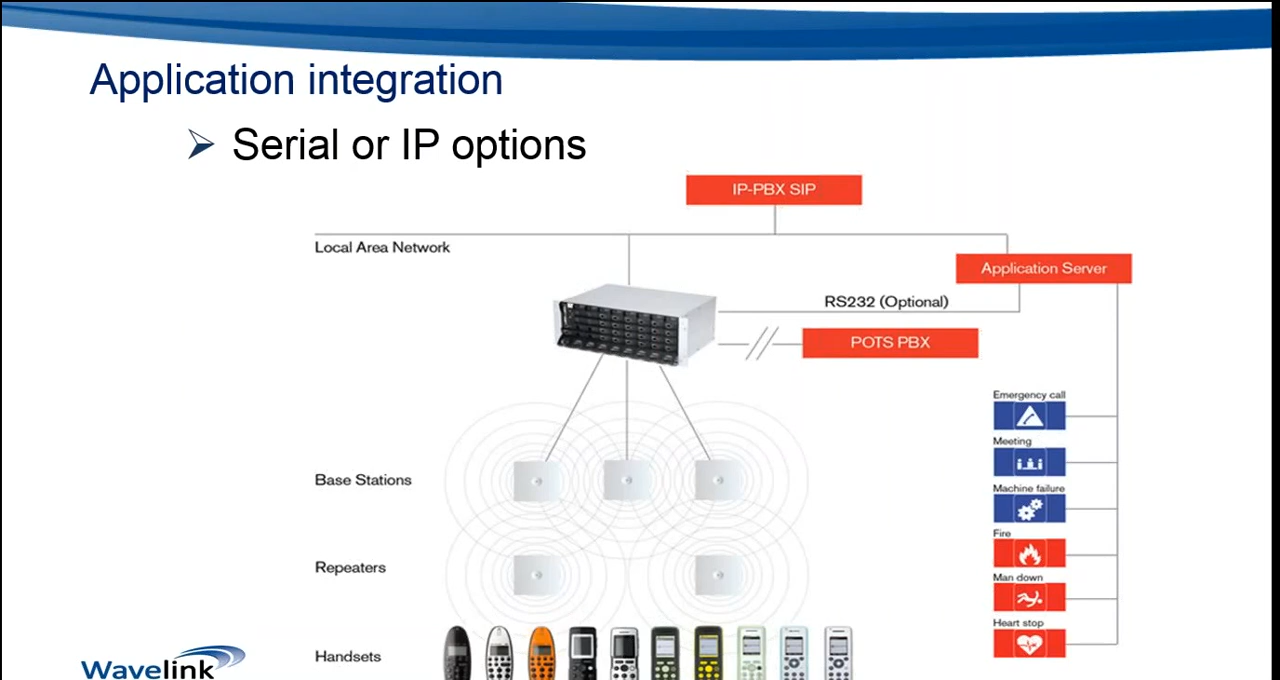 Application integration
Serial or IP options
IP-PBX SIP
Local Area Network
Application Server
RS232 (Optional)
POTS PBX
Emergency call
Meeting
Machine failure
Base Stations
Fire
Repeaters
Man down
Heart stop
Handsets
Wavelink